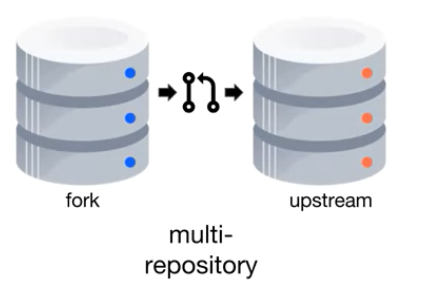 fork
upstream
multi-
repository